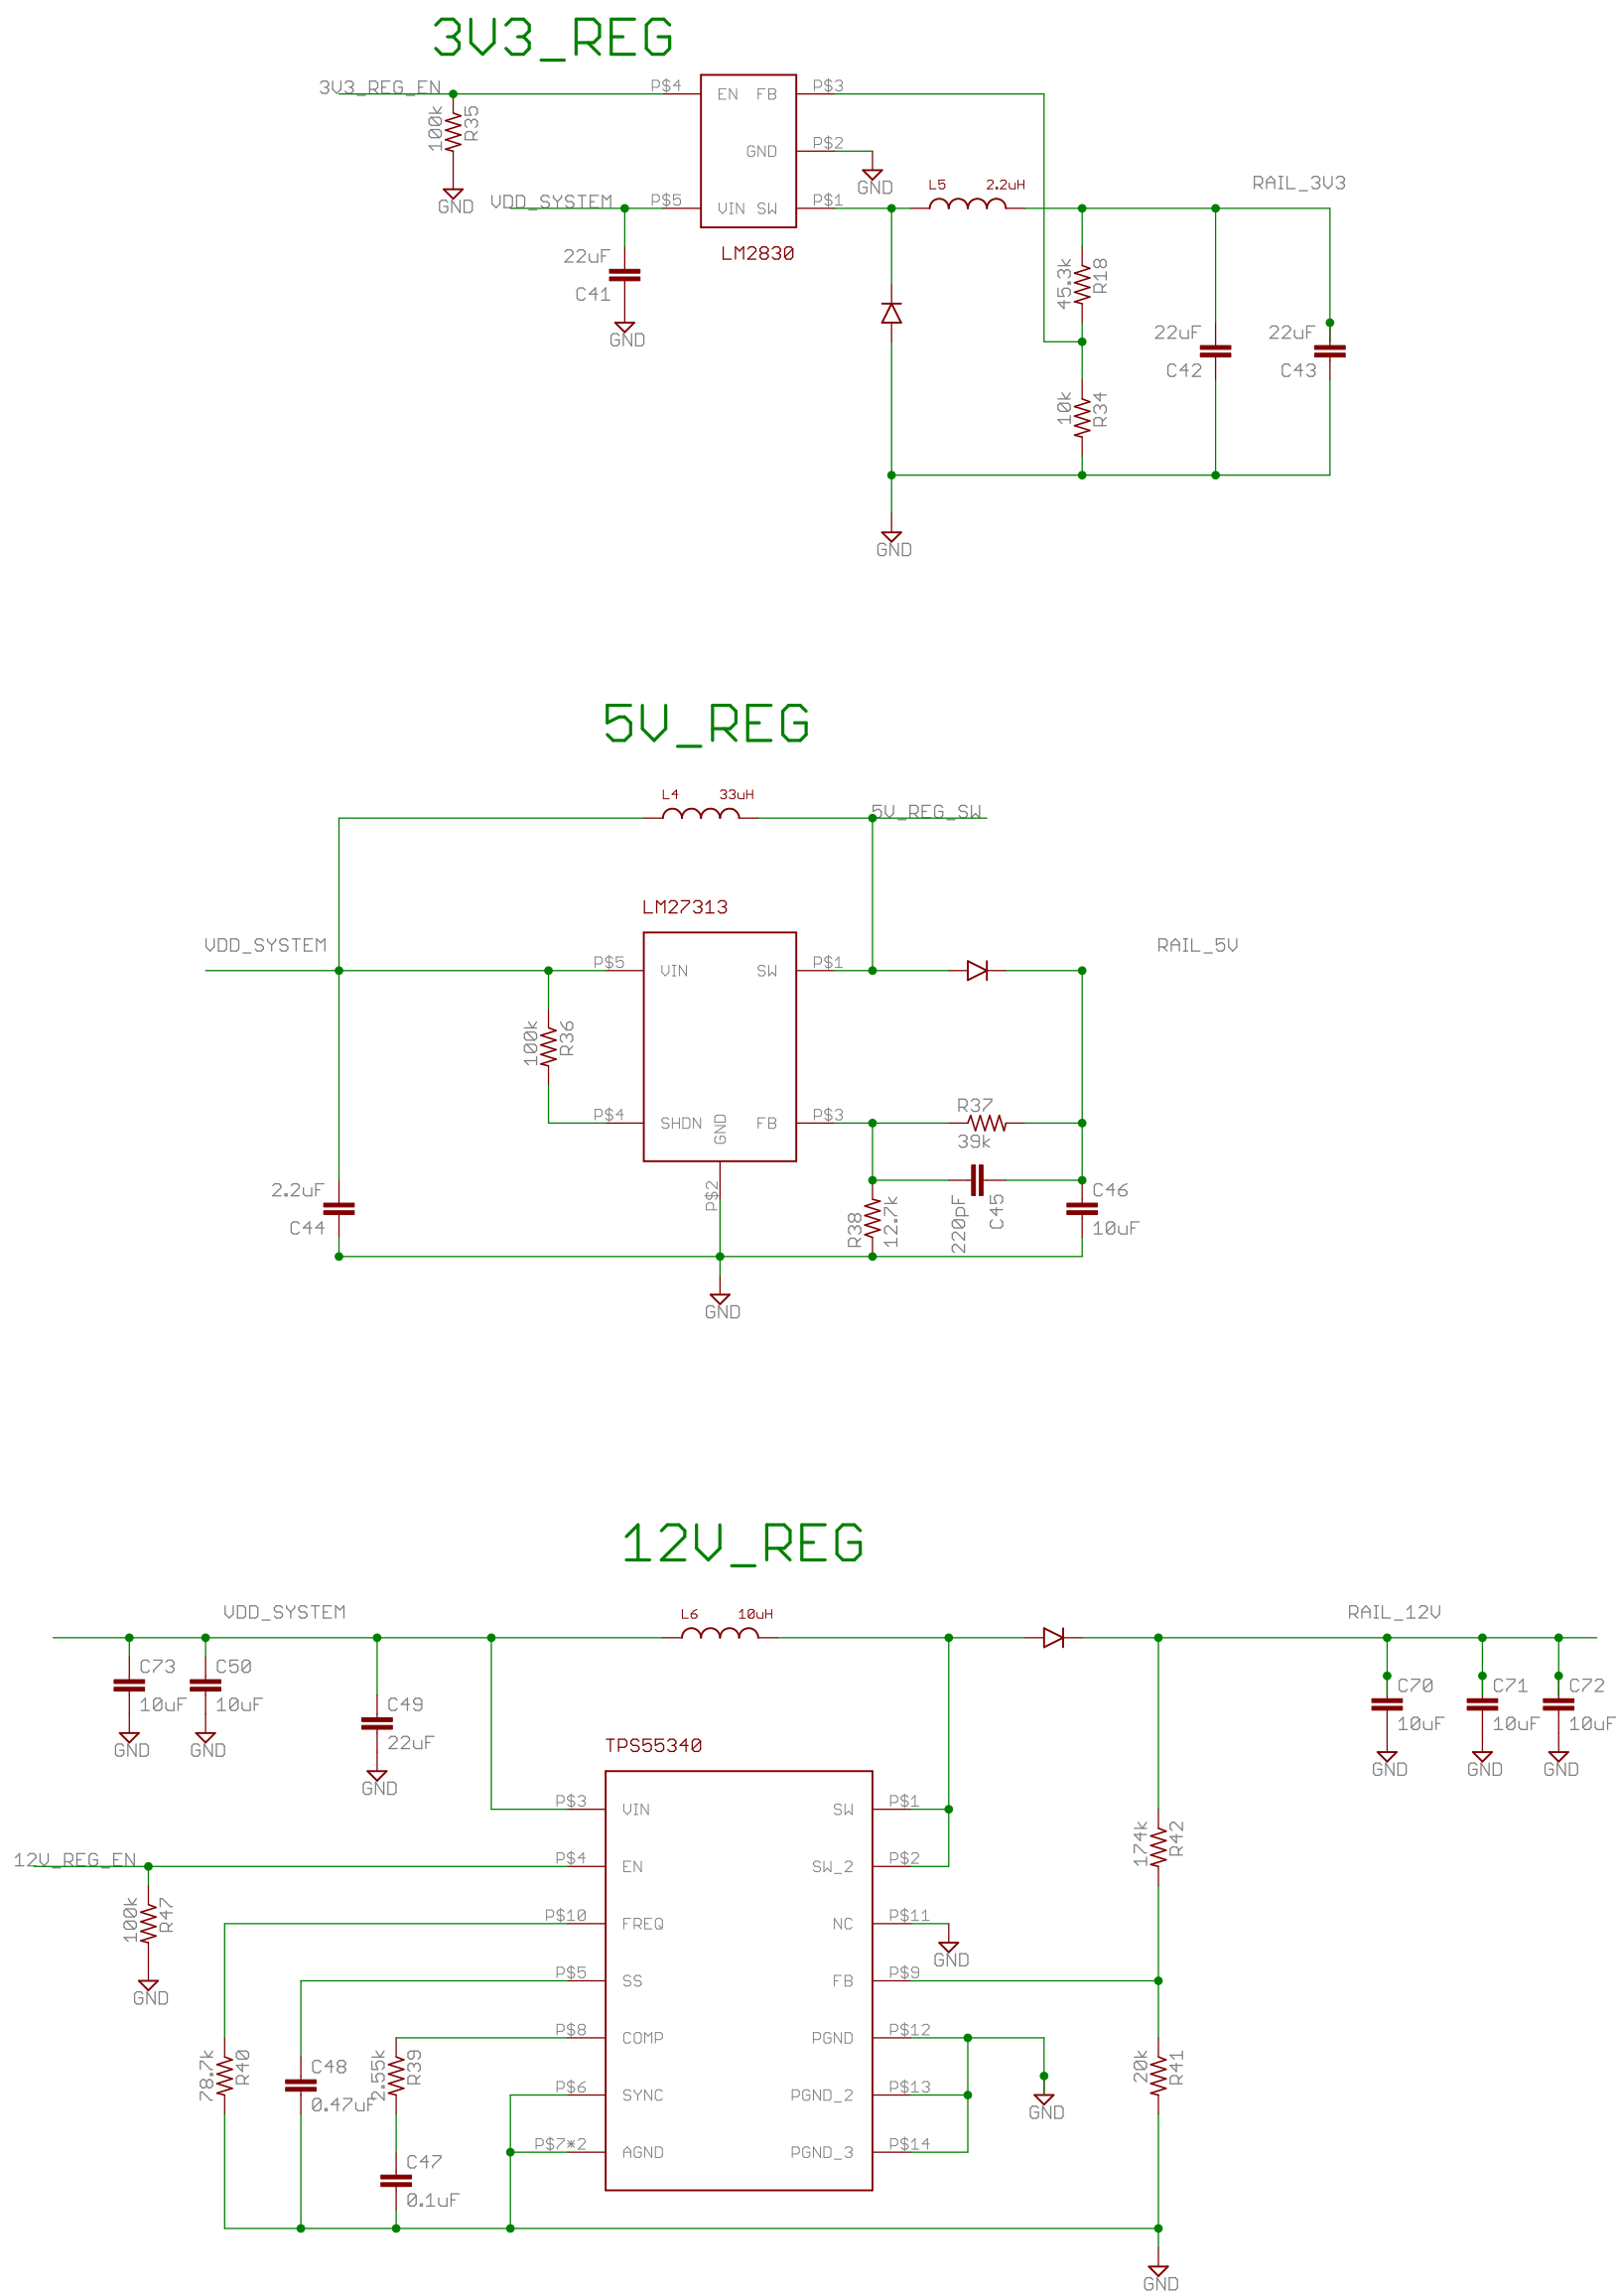 3V3_REG
3V3_REG_EN
100k
R35
GND
P$4
EN FB
P$3
GND
P$2
GND
VDD_SYSTEM
P$5
VIN SW
P$1
LM2830
22uF
C41
GND
L5 2.2uH
RAIL_3V3
45.3k
R18
10k
R34
22uF
C42
22uF
C43
GND
5V_REG
L4 33uH
5V_REG_SW
LM27313
VDD_SYSTEM
P$5
VIN SW
P$1
RAIL_5V
100k
R36
P$4
SHDN GND FB
P$3
P$2
R37
39k
2.2uF
C44
R38
12.7k
220pF
C45
C46
10uF
GND
12V_REG
VDD_SYSTEM
L6 10uH
RAIL_12V
C73
10uF
GND
C50
10uF
GND
C49
22uF
GND
C70
10uF
GND
C71
10uF
GND
C72
10uF
GND
TPS55340
P$3 VIN SW P$1
12V_REG_EN
P$4 EN SW_2 P$2
P$10 FREQ NC P$11
GND
P$5 SS FB P$9
P$8 COMP PGND P$12
P$6 SYNC PGND_2 P$13
GND
P$7*2 AGND PGND_3 P$14
174k
R42
100k
R47
GND
78.7k
R40
C48
0.47uF
2.55k
R39
20k
R41
C47
0.1uF
GND